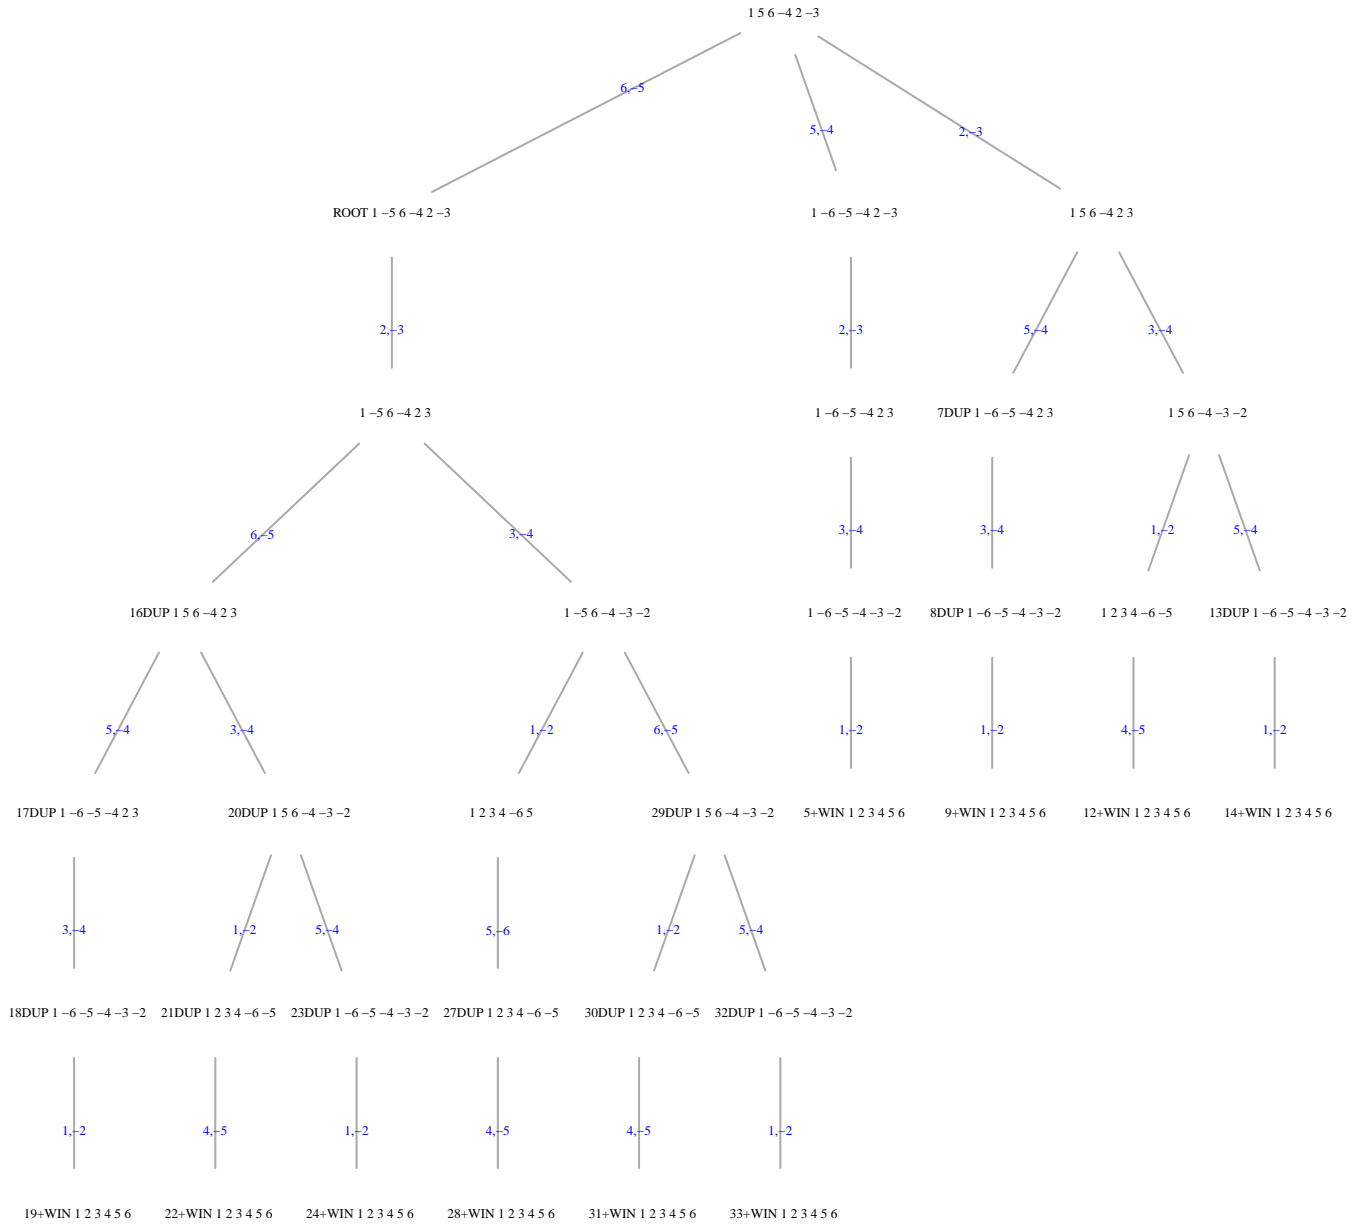 1 5 6 −4 2 −3
6,−5
5,−4
2,−3
ROOT 1 −5 6 −4 2 −3
1 −6 −5 −4 2 −3
1 5 6 −4 2 3
2,−3
2,−3
5,−4
3,−4
1 −5 6 −4 2 3
1 −6 −5 −4 2 3
7DUP 1 −6 −5 −4 2 3
1 5 6 −4 −3 −2
6,−5
3,−4
3,−4
3,−4
1,−2
5,−4
16DUP 1 5 6 −4 2 3
1 −5 6 −4 −3 −2
1 −6 −5 −4 −3 −2
8DUP 1 −6 −5 −4 −3 −2
1 2 3 4 −6 −5
13DUP 1 −6 −5 −4 −3 −2
5,−4
3,−4
1,−2
6,−5
1,−2
1,−2
4,−5
1,−2
17DUP 1 −6 −5 −4 2 3
20DUP 1 5 6 −4 −3 −2
1 2 3 4 −6 5
29DUP 1 5 6 −4 −3 −2
5+WIN 1 2 3 4 5 6
9+WIN 1 2 3 4 5 6
12+WIN 1 2 3 4 5 6
14+WIN 1 2 3 4 5 6
3,−4
1,−2
5,−4
5,−6
1,−2
5,−4
18DUP 1 −6 −5 −4 −3 −2
21DUP 1 2 3 4 −6 −5
23DUP 1 −6 −5 −4 −3 −2
27DUP 1 2 3 4 −6 −5
30DUP 1 2 3 4 −6 −5
32DUP 1 −6 −5 −4 −3 −2
1,−2
4,−5
1,−2
4,−5
4,−5
1,−2
19+WIN 1 2 3 4 5 6
22+WIN 1 2 3 4 5 6
24+WIN 1 2 3 4 5 6
28+WIN 1 2 3 4 5 6
31+WIN 1 2 3 4 5 6
33+WIN 1 2 3 4 5 6